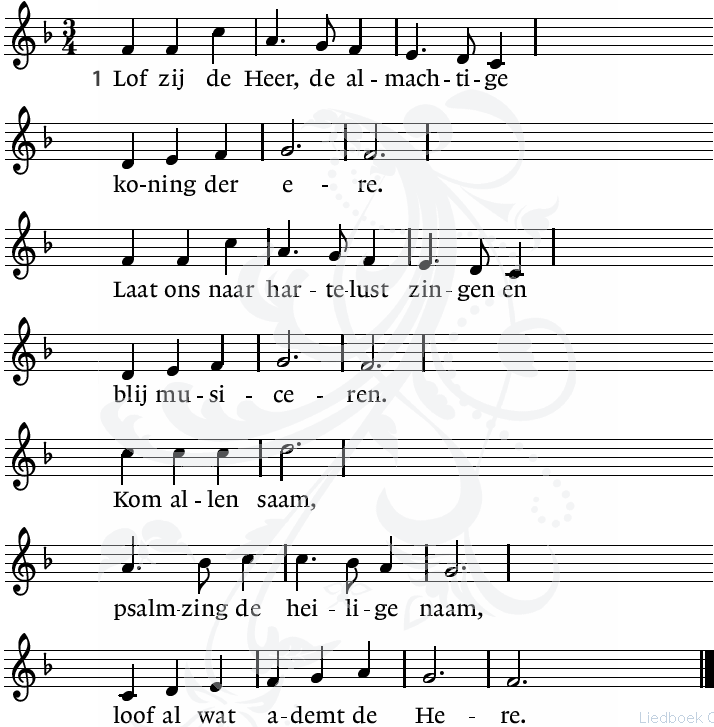 3
4
1 Lof zij de Heer, de al - mach - ti - ge
ko - ning der e - re.
Laat ons naar har - te - lust zin - gen en
blij mu - si - ce - ren.
Kom al - len saam,
psalm - zing de hei - li - ge naam,
loof al wat a - demt de He - re.
Liedboek